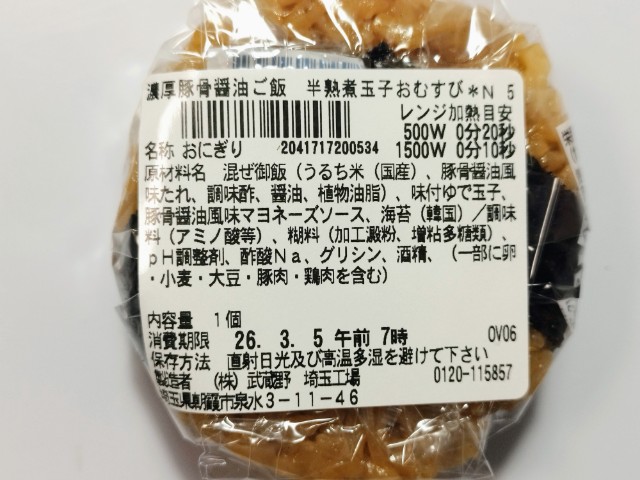 濃厚豚骨醤油ご飯 半熟煮玉子おむすび*N 5
レンジ加熱目安
500W 0分20秒
名称 おにぎり 2041717200534 1500W 0分10秒
原材料名 混ぜ御飯(うるち米(国産)、豚骨醤油風
味たれ、調味酢、醤油、植物油脂)、味付ゆで玉子、
豚骨醤油風味マヨネーズソース、海苔(韓国)/調味
料(アミノ酸等)、糊料(加工澱粉、増粘多糖類)、
pH調整剤、酢酸Na、グリシン、酒精、(一部に卵
・小麦・大豆・豚肉・鶏肉を含む)
内容量 1個
消費期限 26. 3. 5 午前 7時 OV06
保存方法 直射日光及び高温多湿を避けて下さい
製造者 (株)武蔵野 埼玉工場 0120-115857
埼玉県朝霞市泉水3-11-46